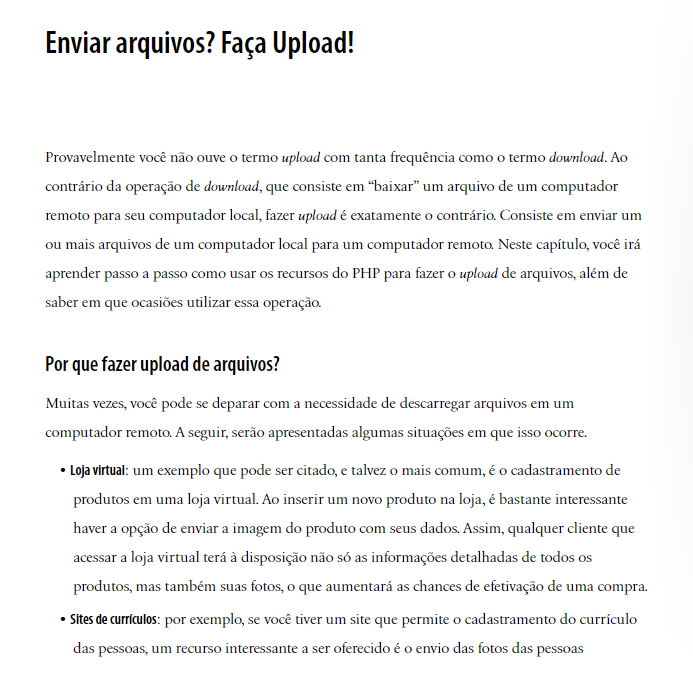 Enviar arquivos? Faça Upload!
Provavelmente você não ouve o termo upload com tanta frequência como o termo download. Ao
contrário da operação de download, que consiste em “baixar” um arquivo de um computador
remoto para seu computador local, fazer upload é exatamente o contrário. Consiste em enviar um
ou mais arquivos de um computador local para um computador remoto. Neste capítulo, você irá
aprender passo a passo como usar os recursos do PHP para fazer o upload de arquivos, além de
saber em que ocasiões utilizar essa operação.
Por que fazer upload de arquivos?
Muitas vezes, você pode se deparar com a necessidade de descarregar arquivos em um
computador remoto. A seguir, serão apresentadas algumas situações em que isso ocorre.
• Loja virtual: um exemplo que pode ser citado, e talvez o mais comum, é o cadastramento de
produtos em uma loja virtual. Ao inserir um novo produto na loja, é bastante interessante
haver a opção de enviar a imagem do produto com seus dados. Assim, qualquer cliente que
acessar a loja virtual terá à disposição não só as informações detalhadas de todos os
produtos, mas também suas fotos, o que aumentará as chances de efetivação de uma compra.
• Sites de currículos: por exemplo, se você tiver um site que permite o cadastramento do currículo
das pessoas, um recurso interessante a ser oferecido é o envio das fotos das pessoas